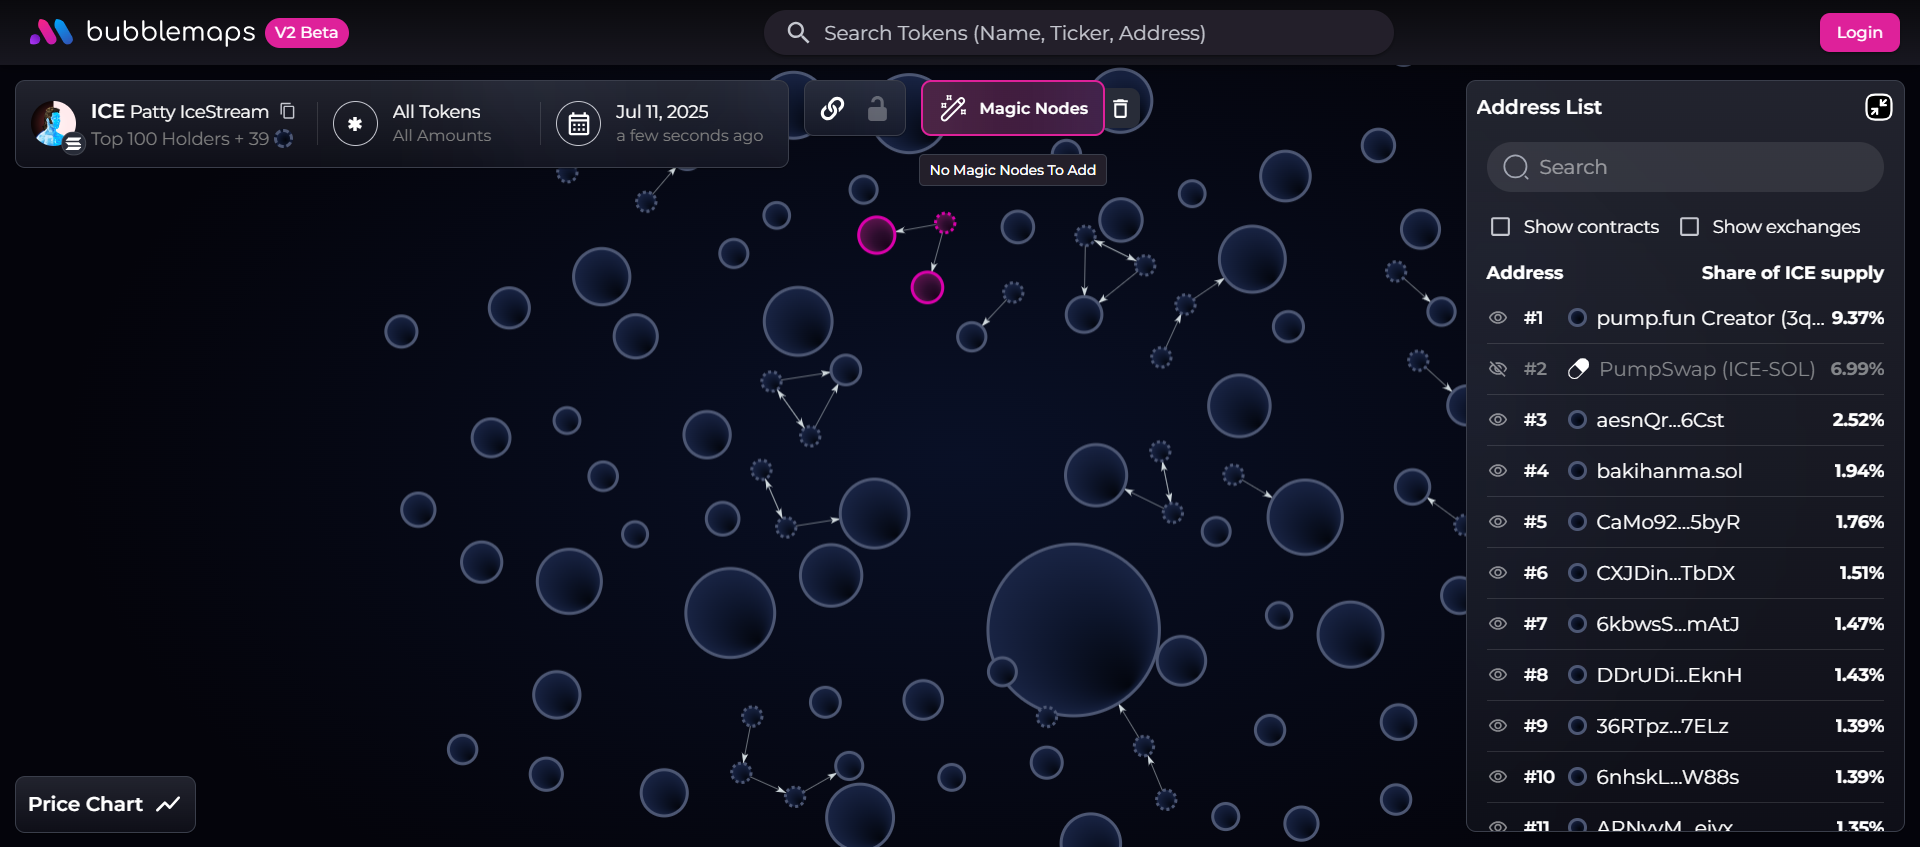 bubblemaps V2 Beta
Search Tokens (Name, Ticker, Address)
Login
ICE Patty IceStream
Top 100 Holders + 39
All Tokens
All Amounts
Jul 11, 2025
a few seconds ago
Magic Nodes
No Magic Nodes To Add
Address List
Search
Show contracts
Show exchanges
Address Share of ICE supply
#1 pump.fun Creator (3q... 9.37%
#2 PumpSwap (ICE-SOL) 6.99%
#3 aesnQr...6Cst 2.52%
#4 bakihanma.sol 1.94%
#5 CaMo92...5byR 1.76%
#6 CXJDin...TbDX 1.51%
#7 6kbwsS...mAtJ 1.47%
#8 DDrUDi...EknH 1.43%
#9 36RTpz...7ELz 1.39%
#10 6nhskL...W88s 1.39%
#11 1.35%
Price Chart